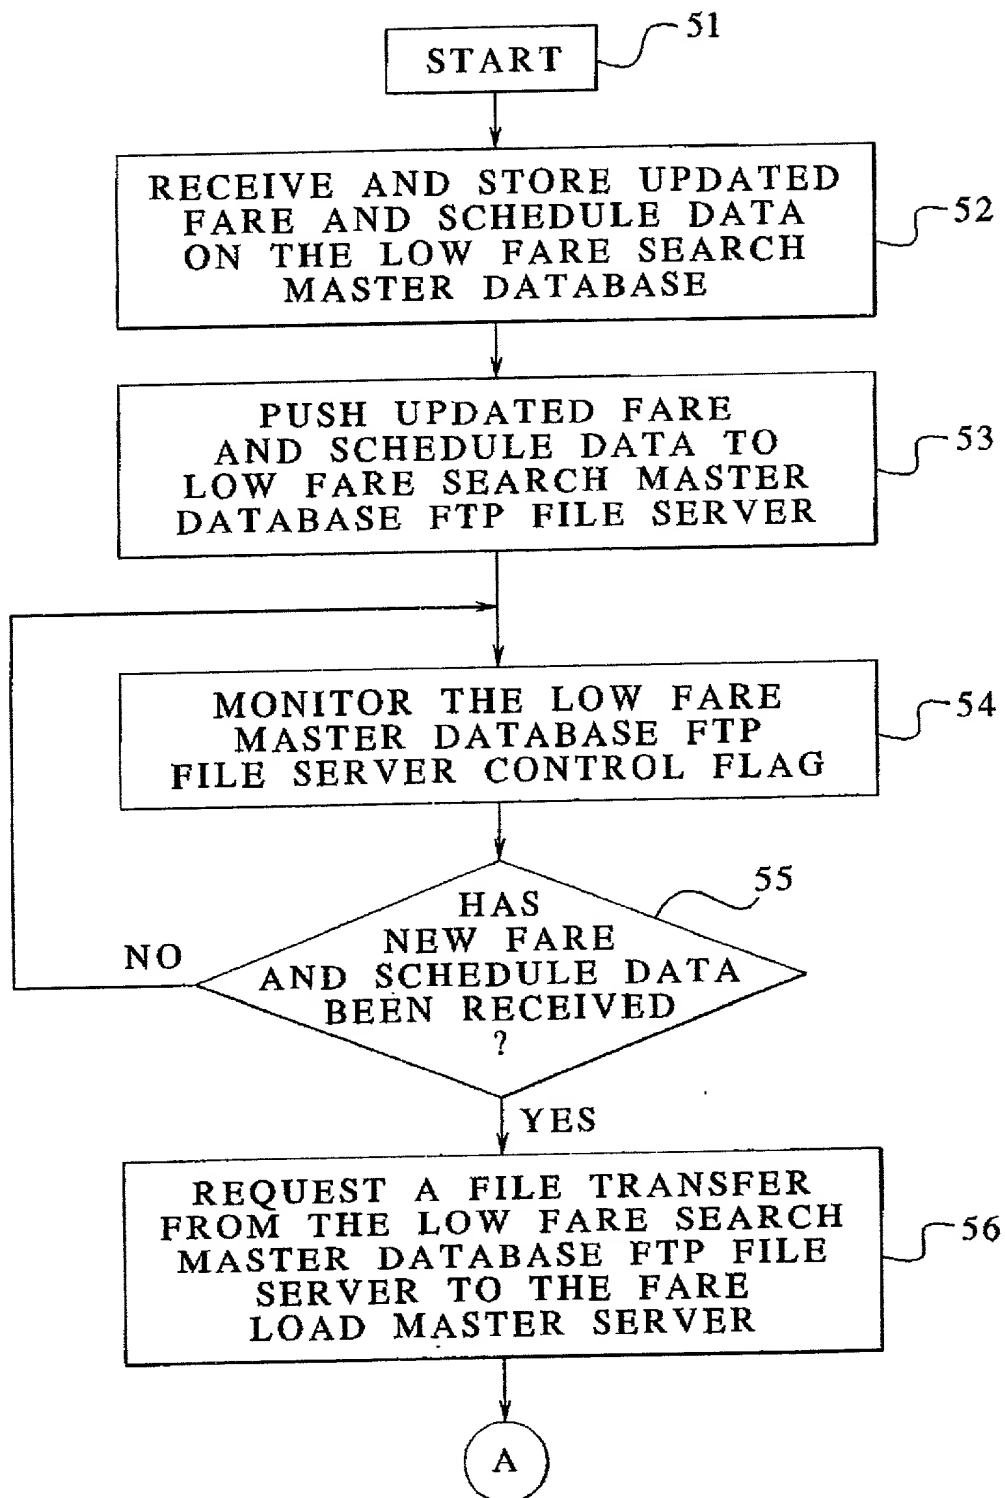 51
START
RECEIVE AND STORE UPDATED
FARE AND SCHEDULE DATA
ON THE LOW FARE SEARCH
MASTER DATABASE
52
PUSH UPDATED FARE
AND SCHEDULE DATA TO
LOW FARE SEARCH MASTER
DATABASE FTP FILE SERVER
53
MONITOR THE LOW FARE
MASTER DATABASE FTP
FILE SERVER CONTROL FLAG
54
55
HAS
NEW FARE
AND SCHEDULE DATA
BEEN RECEIVED
?
NO
YES
REQUEST A FILE TRANSFER
FROM THE LOW FARE SEARCH
MASTER DATABASE FTP FILE
SERVER TO THE FARE
LOAD MASTER SERVER
56
A